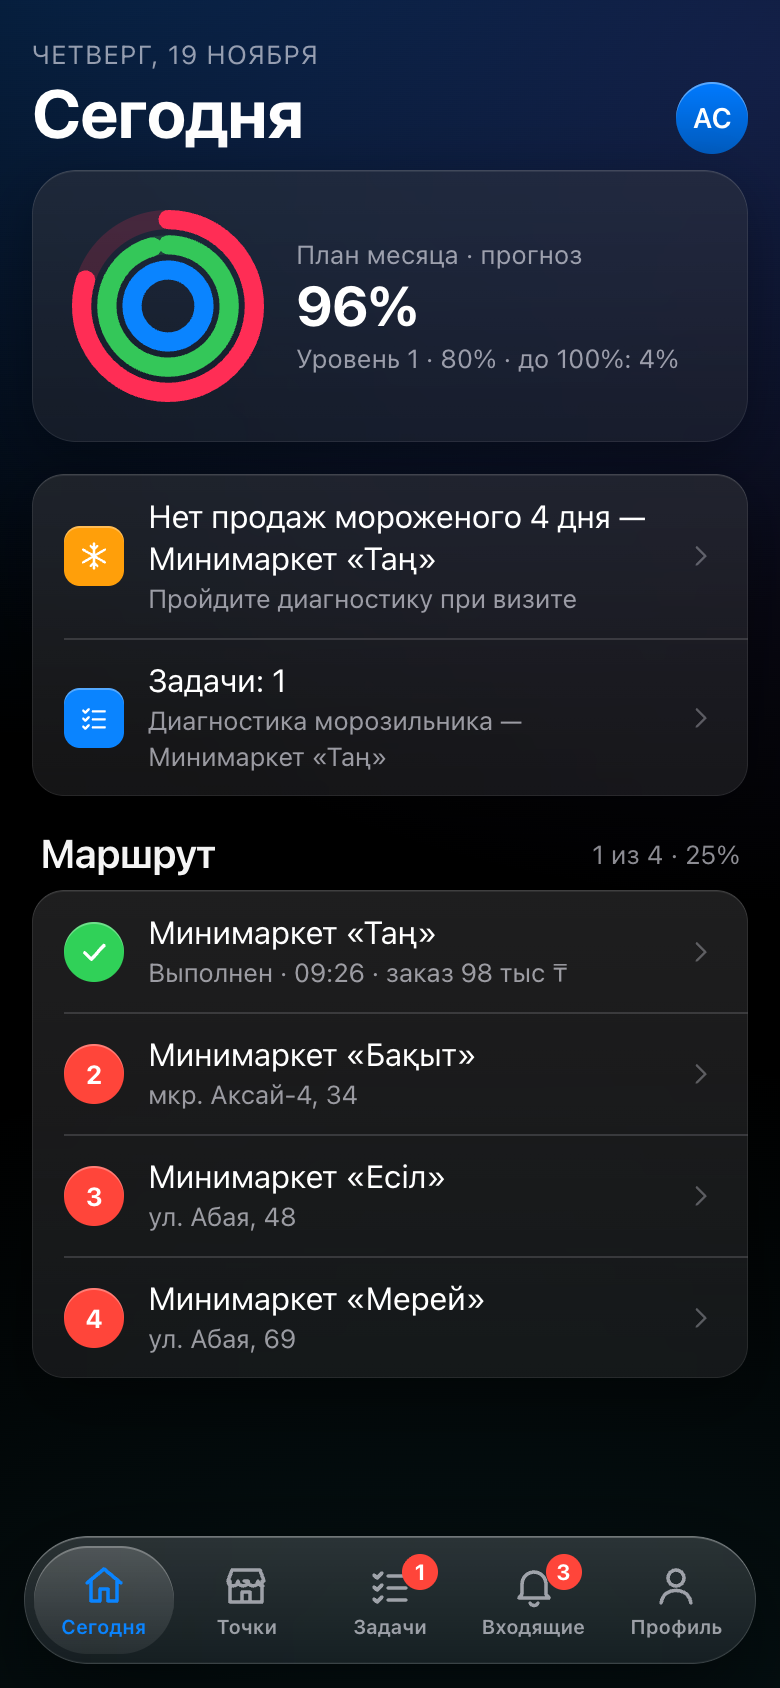 ЧЕТВЕРГ, 19 НОЯБРЯ
Сегодня
АС
План месяца · прогноз
96%
Уровень 1 · 80% · до 100%: 4%
Нет продаж мороженого 4 дня —
Минимаркет «Таң»
Пройдите диагностику при визите
Задачи: 1
Диагностика морозильника —
Минимаркет «Таң»
Маршрут
1 из 4 · 25%
Минимаркет «Таң»
Выполнен · 09:26 · заказ 98 тыс ₸
2
Минимаркет «Бақыт»
мкр. Аксай-4, 34
3
Минимаркет «Есіл»
ул. Абая, 48
4
Минимаркет «Мерей»
ул. Абая, 69
1
3
Сегодня
Точки
Задачи
Входящие
Профиль